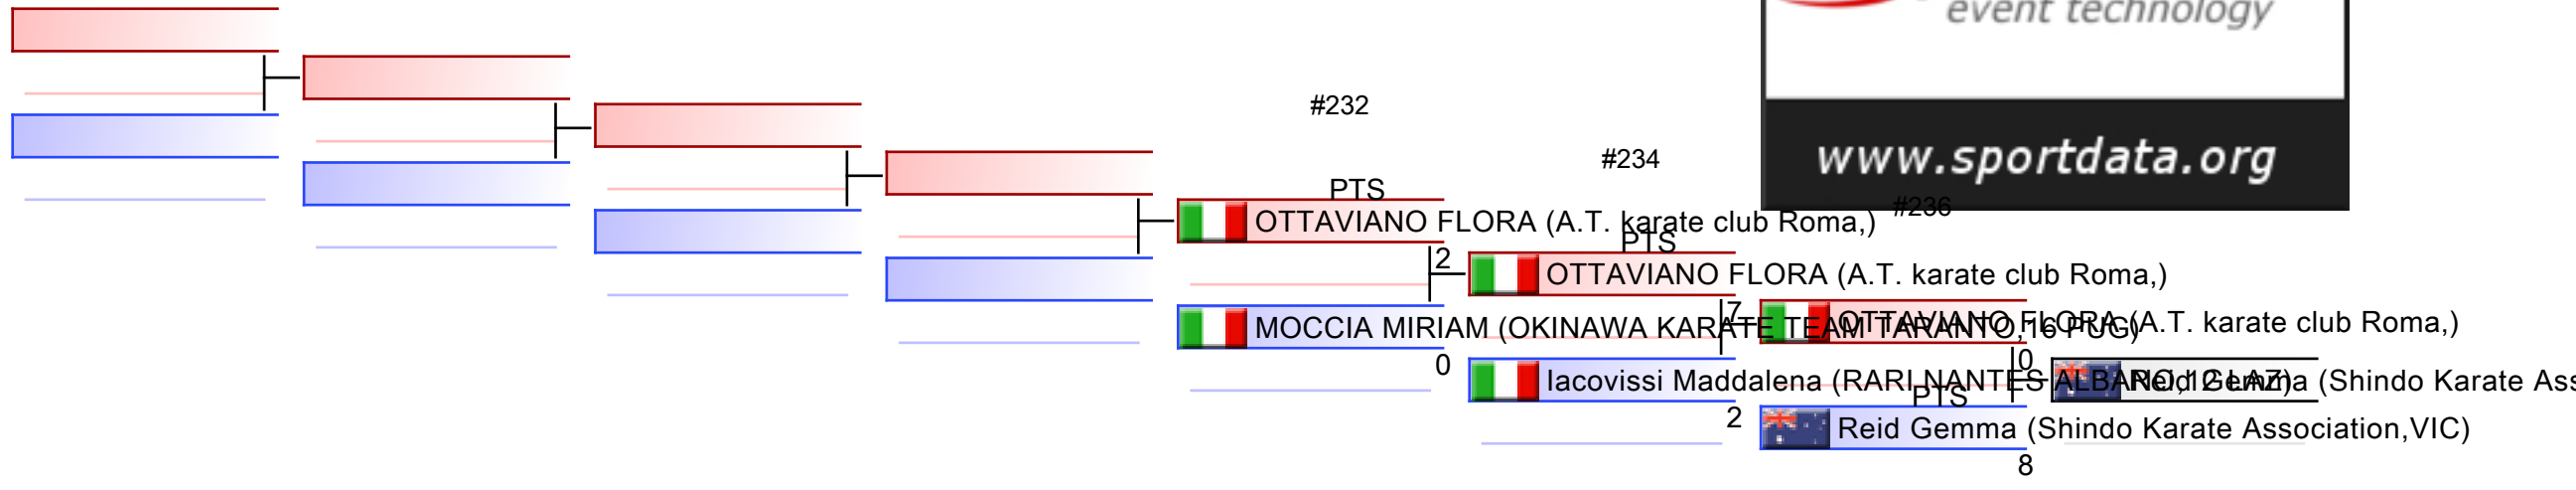 event technology
www.sportdata.org
#232
#234
#236
PTS
OTTAVIANO FLORA (A.T. karate club Roma,)
2
MOCCIA MIRIAM (OKINAWA KARATE TEAM TARANTO,16 PUG)
0
PTS
OTTAVIANO FLORA (A.T. karate club Roma,)
7
Iacovissi Maddalena (RARI NANTES ALBANO,12 LAZ)
2
OTTAVIANO FLORA (A.T. karate club Roma,)
0
PTS
Reid Gemma (Shindo Karate Association,VIC)
8
Reid Gemma (Shindo Karate Ass